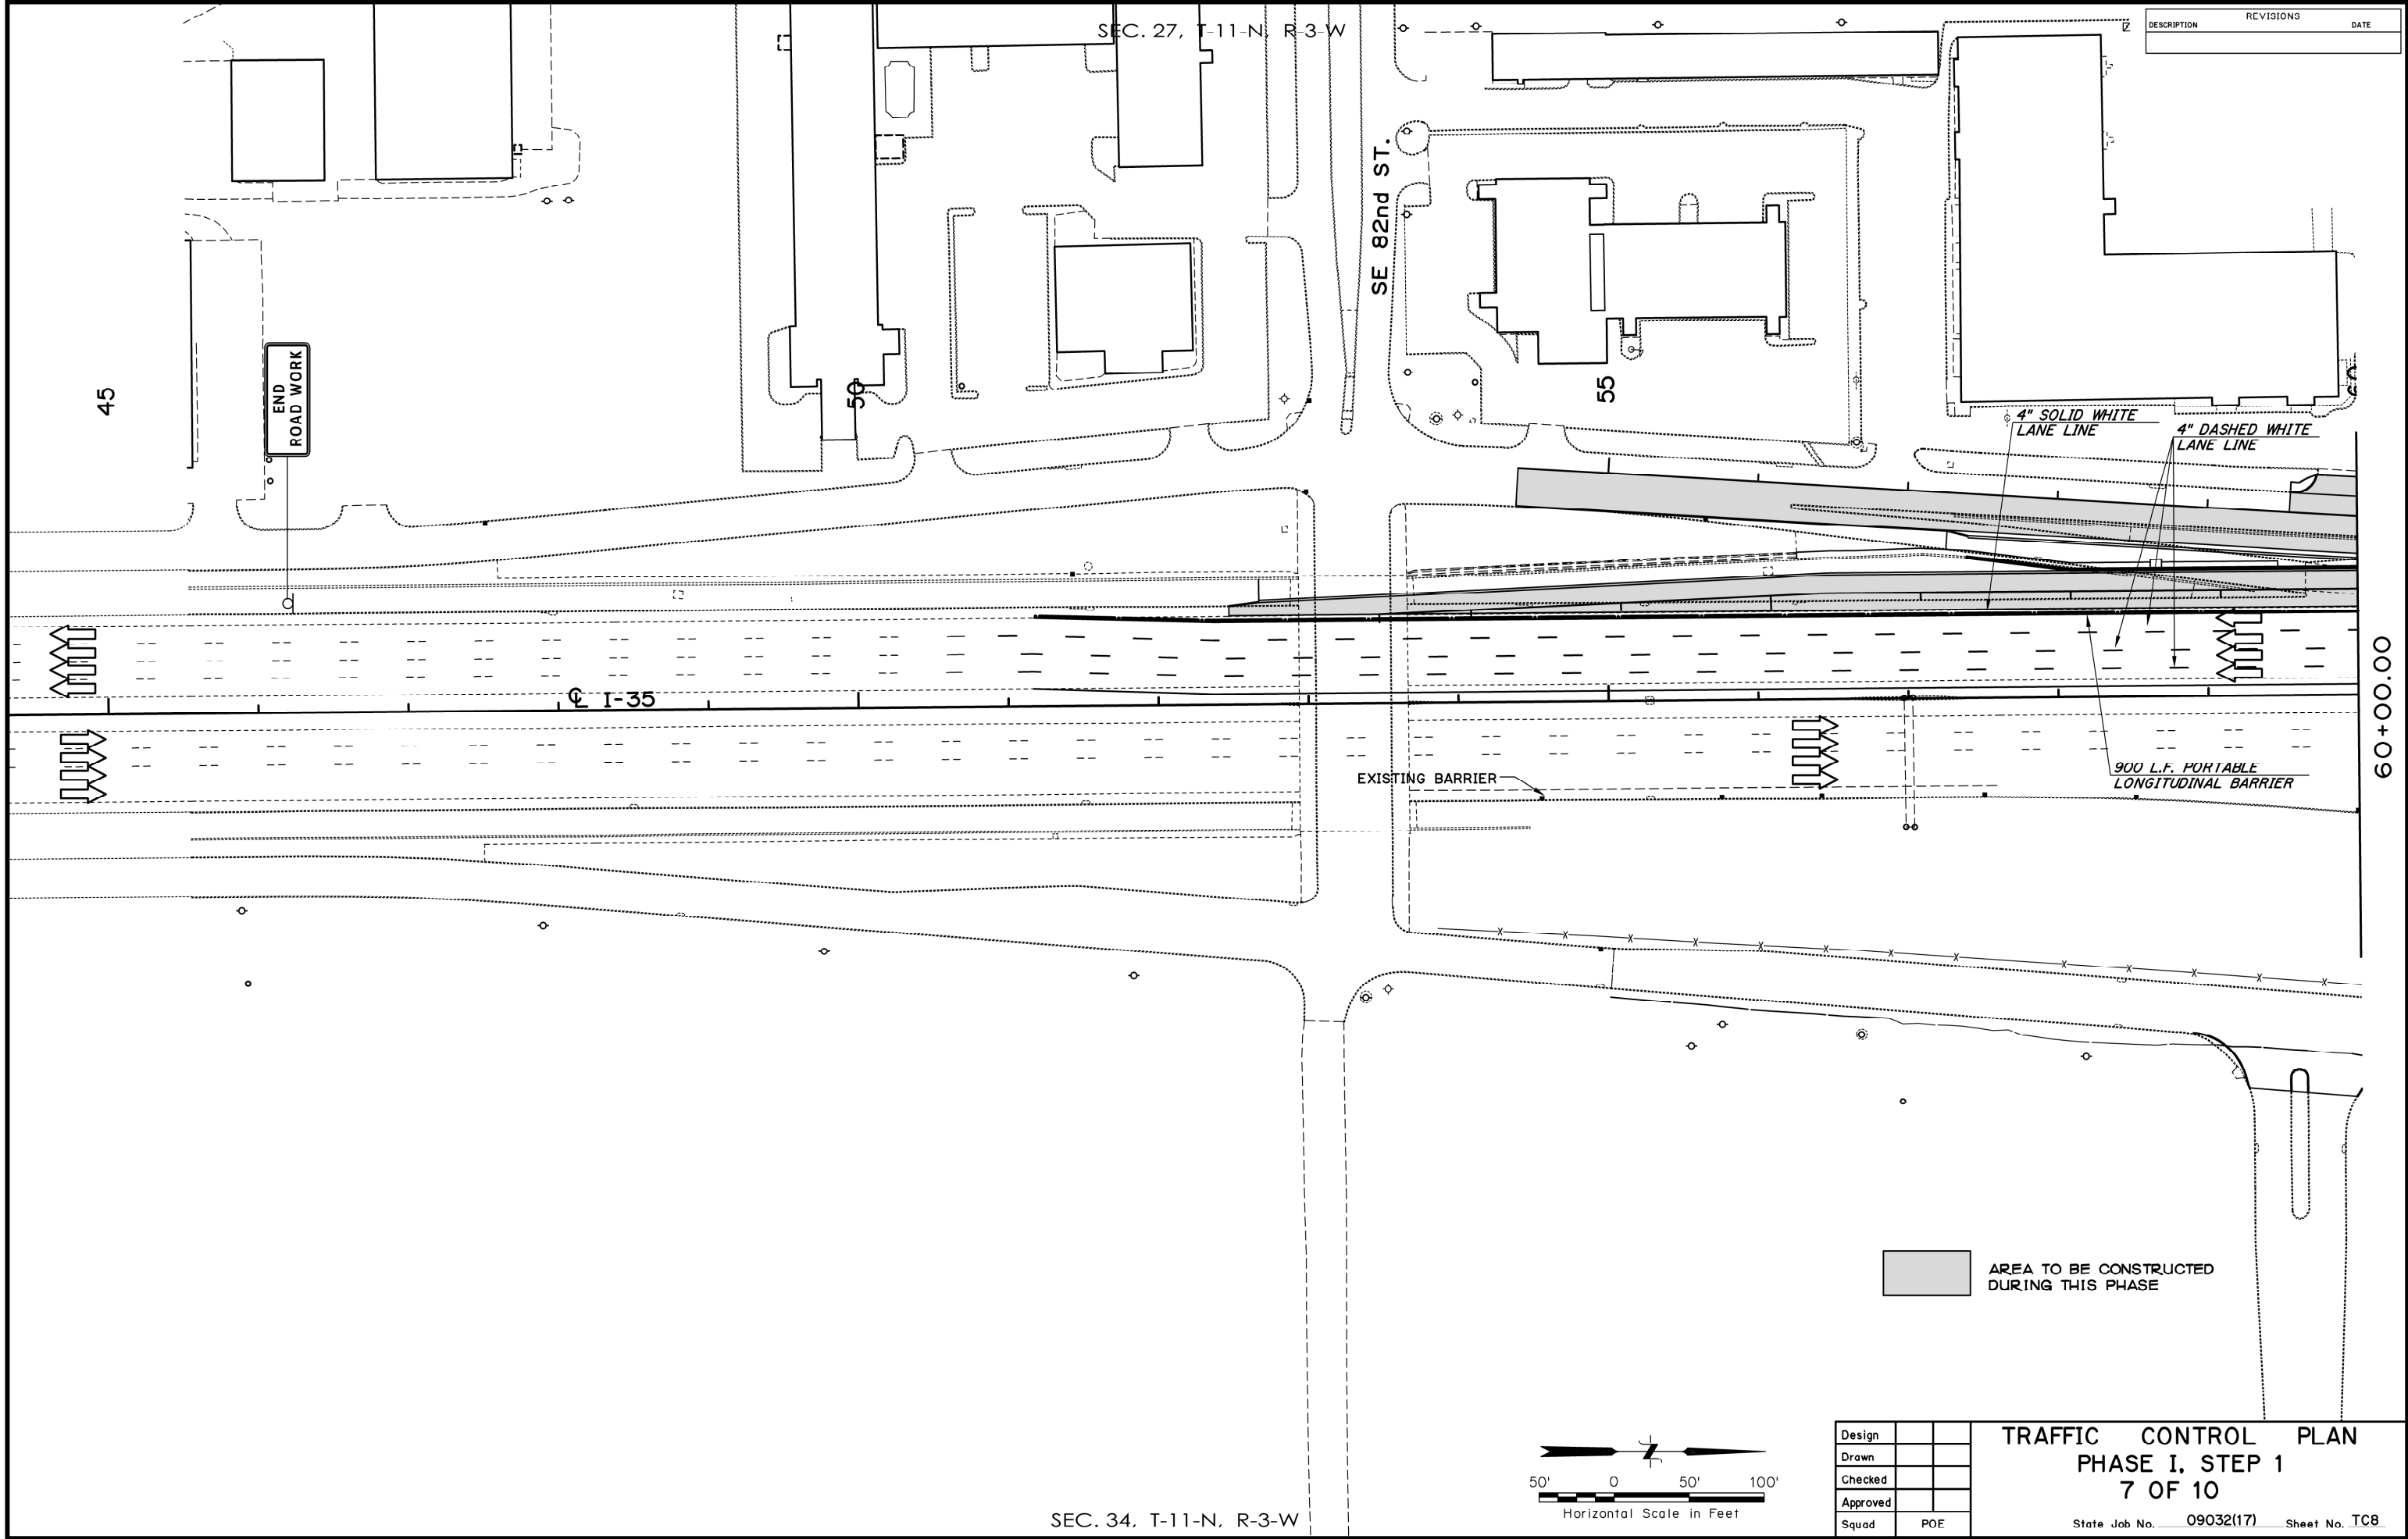 SEC. 27, T-11-N, R-3-W
REVISIONS
DESCRIPTION DATE
SE 82nd ST.
45
END
ROAD WORK
50
55
4" SOLID WHITE
LANE LINE
4" DASHED WHITE
LANE LINE
℄ I-35
60+00.00
EXISTING BARRIER
900 L.F. PORTABLE
LONGITUDINAL BARRIER
AREA TO BE CONSTRUCTED
DURING THIS PHASE
50' 0 50' 100'
Horizontal Scale in Feet
SEC. 34, T-11-N, R-3-W
Design
Drawn
Checked
Approved
Squad POE
TRAFFIC CONTROL PLAN
PHASE I, STEP 1
7 OF 10
State Job No. 09032(17) Sheet No. TC8